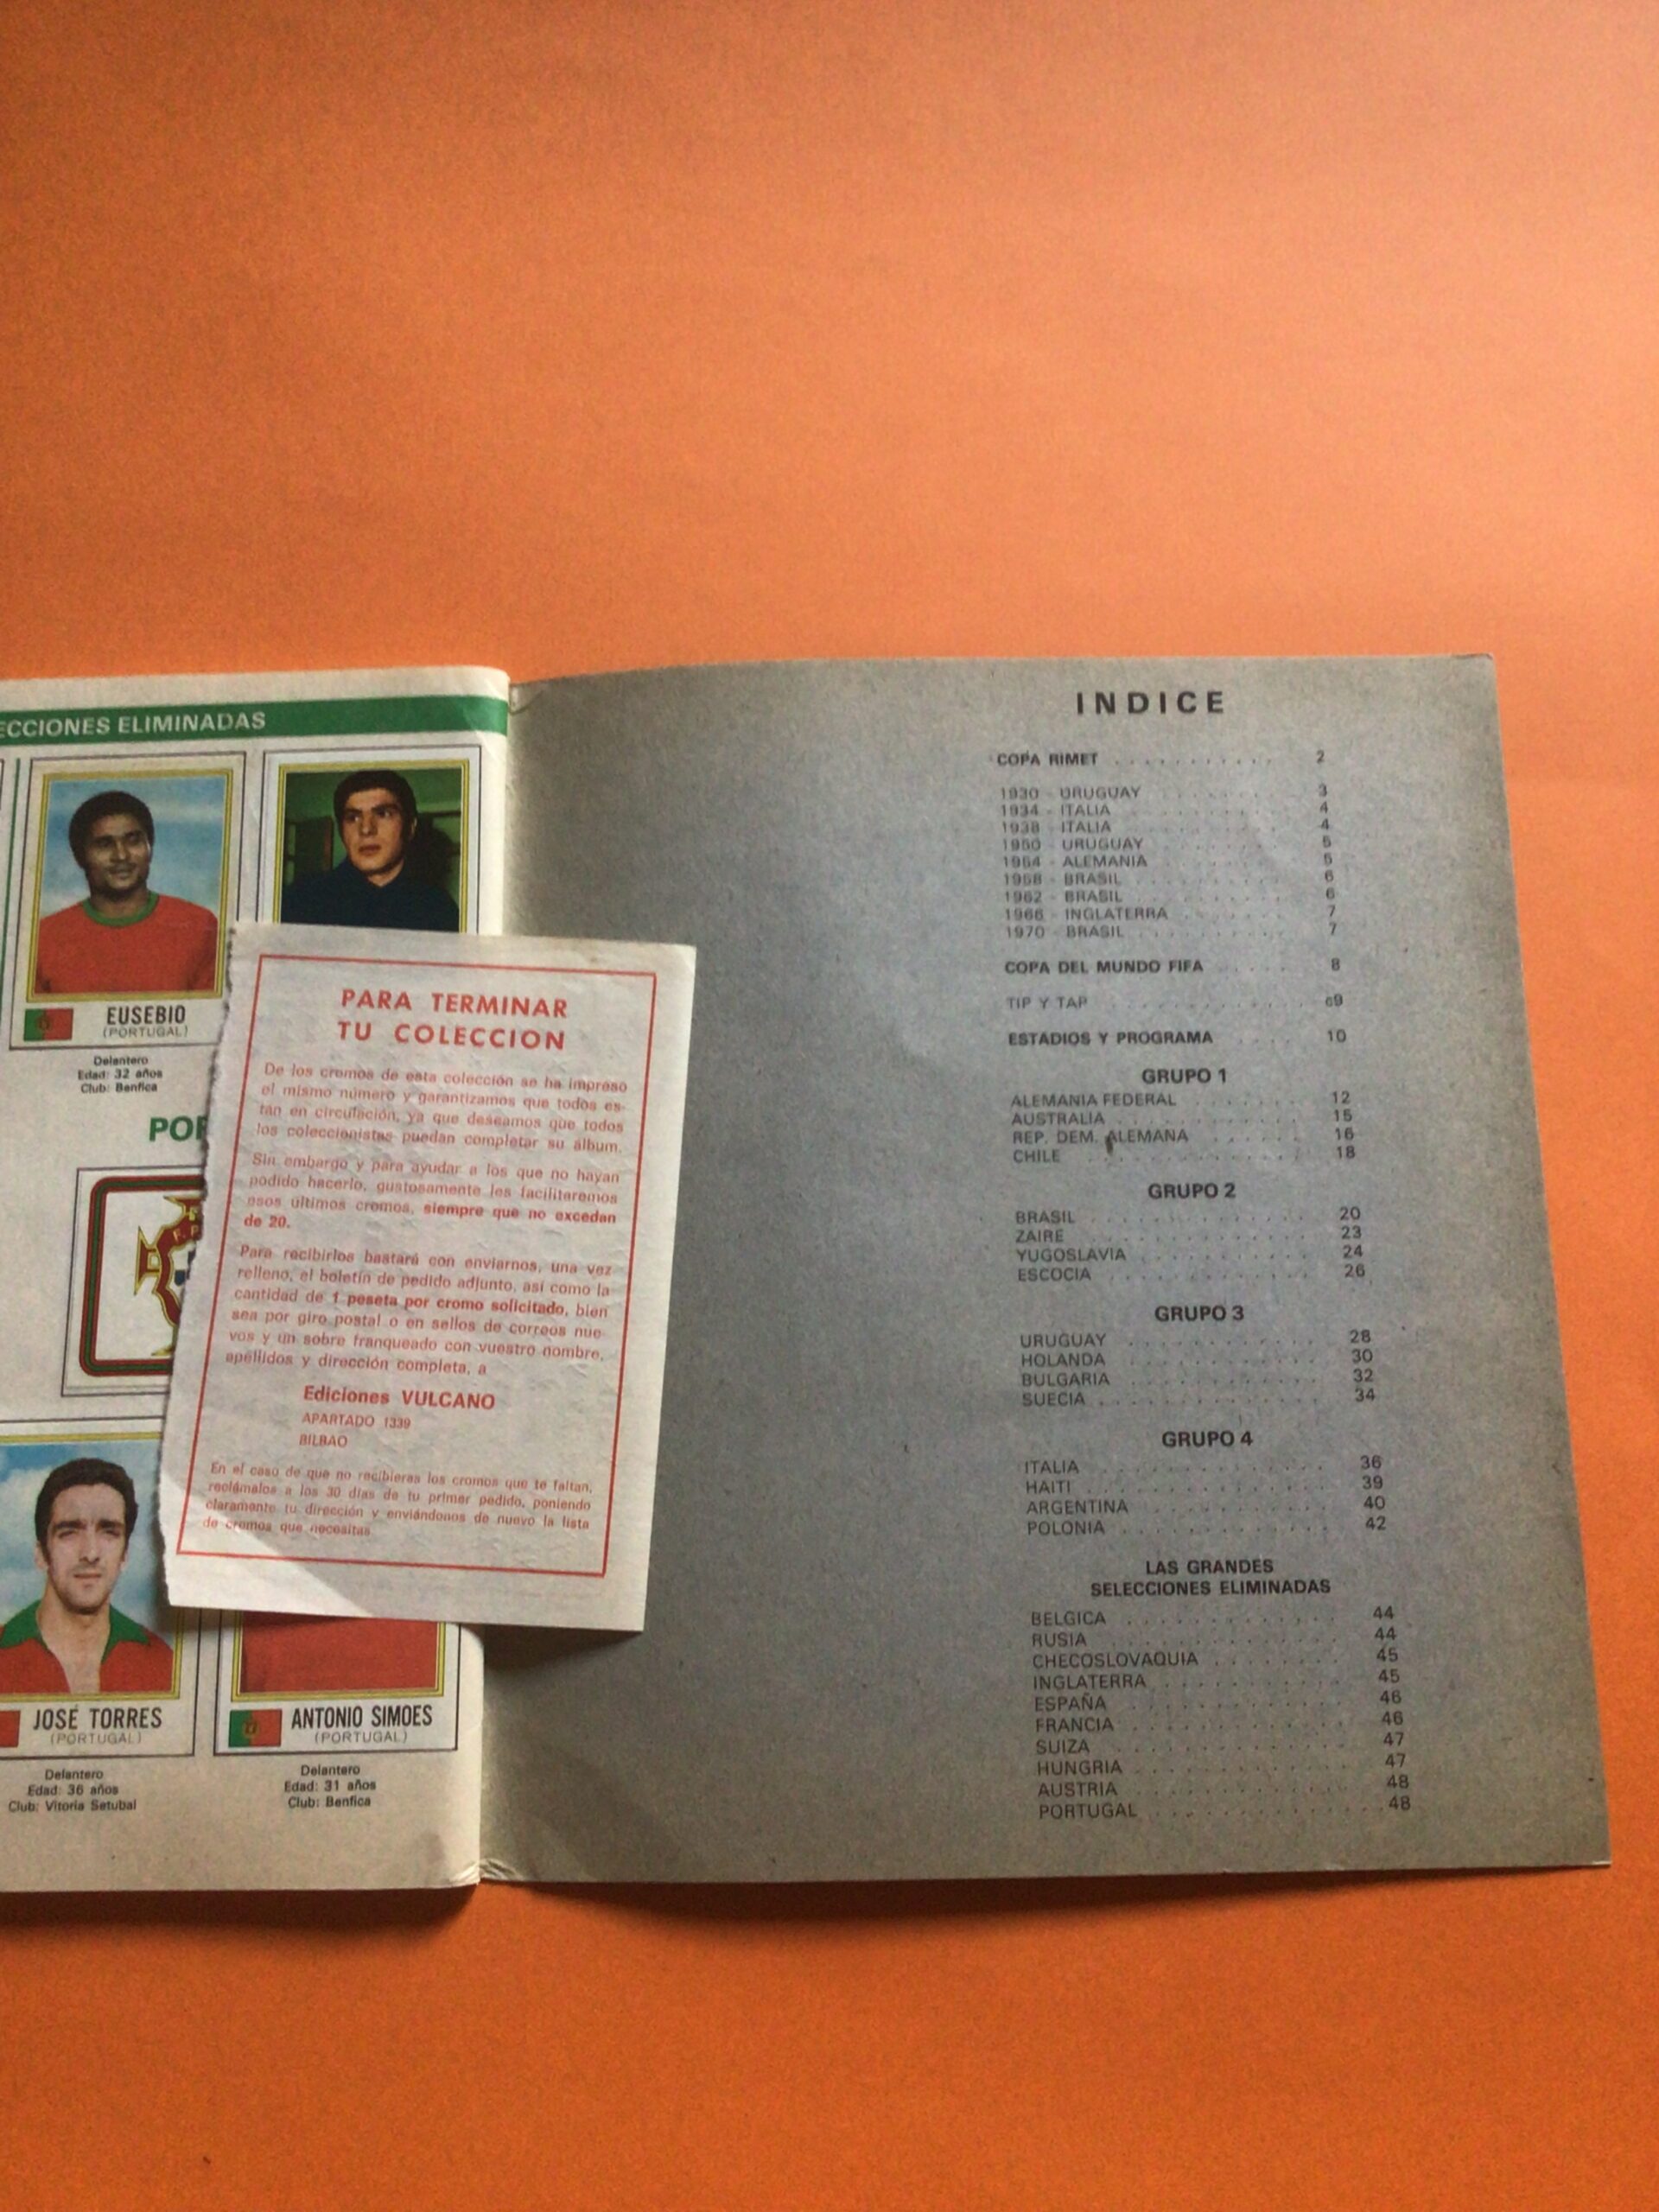 ECCIONES ELIMINADAS
EUSEBIO
(PORTUGAL)
Delantero
Edad: 32 años
Club: Benfica
POR
F. P.
JOSÉ TORRES
(PORTUGAL)
Delantero
Edad: 36 años
Club: Vitoria Setubal
ANTONIO SIMOES
(PORTUGAL)
Delantero
Edad: 31 años
Club: Benfica
PARA TERMINAR
TU COLECCION
De los cromos de esta colección se ha impreso
el mismo número y garantizamos que todos es-
tan en circulación, ya que deseamos que todos
los coleccionistas puedan completar su álbum.
Sin embargo y para ayudar a los que no hayan
podido hacerlo, gustosamente les facilitaremos
esos últimos cromos, siempre que no excedan
de 20.
Para recibirlos bastará con enviarnos, una vez
relleno, el boletín de pedido adjunto, así como la
cantidad de 1 peseta por cromo solicitado, bien
sea por giro postal o en sellos de correos nue-
vos y un sobre franqueado con vuestro nombre,
apellidos y dirección completa, a
Ediciones VULCANO
APARTADO 1339
BILBAO
En el caso de que no recibieras los cromos que te faltan,
reclámalos a los 30 días de tu primer pedido, poniendo
claramente tu dirección y enviándonos de nuevo la lista
de cromos que necesitas
INDICE
COPA RIMET . . . . . . . . . . . 2
1930 - URUGUAY . . . . . . . 3
1934 - ITALIA . . . . . . . . 4
1938 - ITALIA . . . . . . . . 4
1950 - URUGUAY . . . . . . . 5
1954 - ALEMANIA . . . . . . . 5
1958 - BRASIL . . . . . . . . 6
1962 - BRASIL . . . . . . . . 6
1966 - INGLATERRA . . . . . . 7
1970 - BRASIL . . . . . . . . 7
COPA DEL MUNDO FIFA . . . . . 8
TIP Y TAP . . . . . . . . . . . c9
ESTADIOS Y PROGRAMA . . . . 10
GRUPO 1
ALEMANIA FEDERAL . . . . . . 12
AUSTRALIA . . . . . . . . . . 15
REP. DEM. ALEMANA . . . . . . 16
CHILE . . . . . . . . . . . . 18
GRUPO 2
BRASIL . . . . . . . . . . . . 20
ZAIRE . . . . . . . . . . . . 23
YUGOSLAVIA . . . . . . . . . 24
ESCOCIA . . . . . . . . . . . 26
GRUPO 3
URUGUAY . . . . . . . . . . 28
HOLANDA . . . . . . . . . . 30
BULGARIA . . . . . . . . . . 32
SUECIA . . . . . . . . . . . 34
GRUPO 4
ITALIA . . . . . . . . . . . . 36
HAITI . . . . . . . . . . . . 39
ARGENTINA . . . . . . . . . 40
POLONIA . . . . . . . . . . . 42
LAS GRANDES
SELECCIONES ELIMINADAS
BELGICA . . . . . . . . . . . 44
RUSIA . . . . . . . . . . . . 44
CHECOSLOVAQUIA . . . . . . . 45
INGLATERRA . . . . . . . . . 45
ESPAÑA . . . . . . . . . . . 46
FRANCIA . . . . . . . . . . . 46
SUIZA . . . . . . . . . . . . 47
HUNGRIA . . . . . . . . . . . 47
AUSTRIA . . . . . . . . . . . 48
PORTUGAL . . . . . . . . . . 48